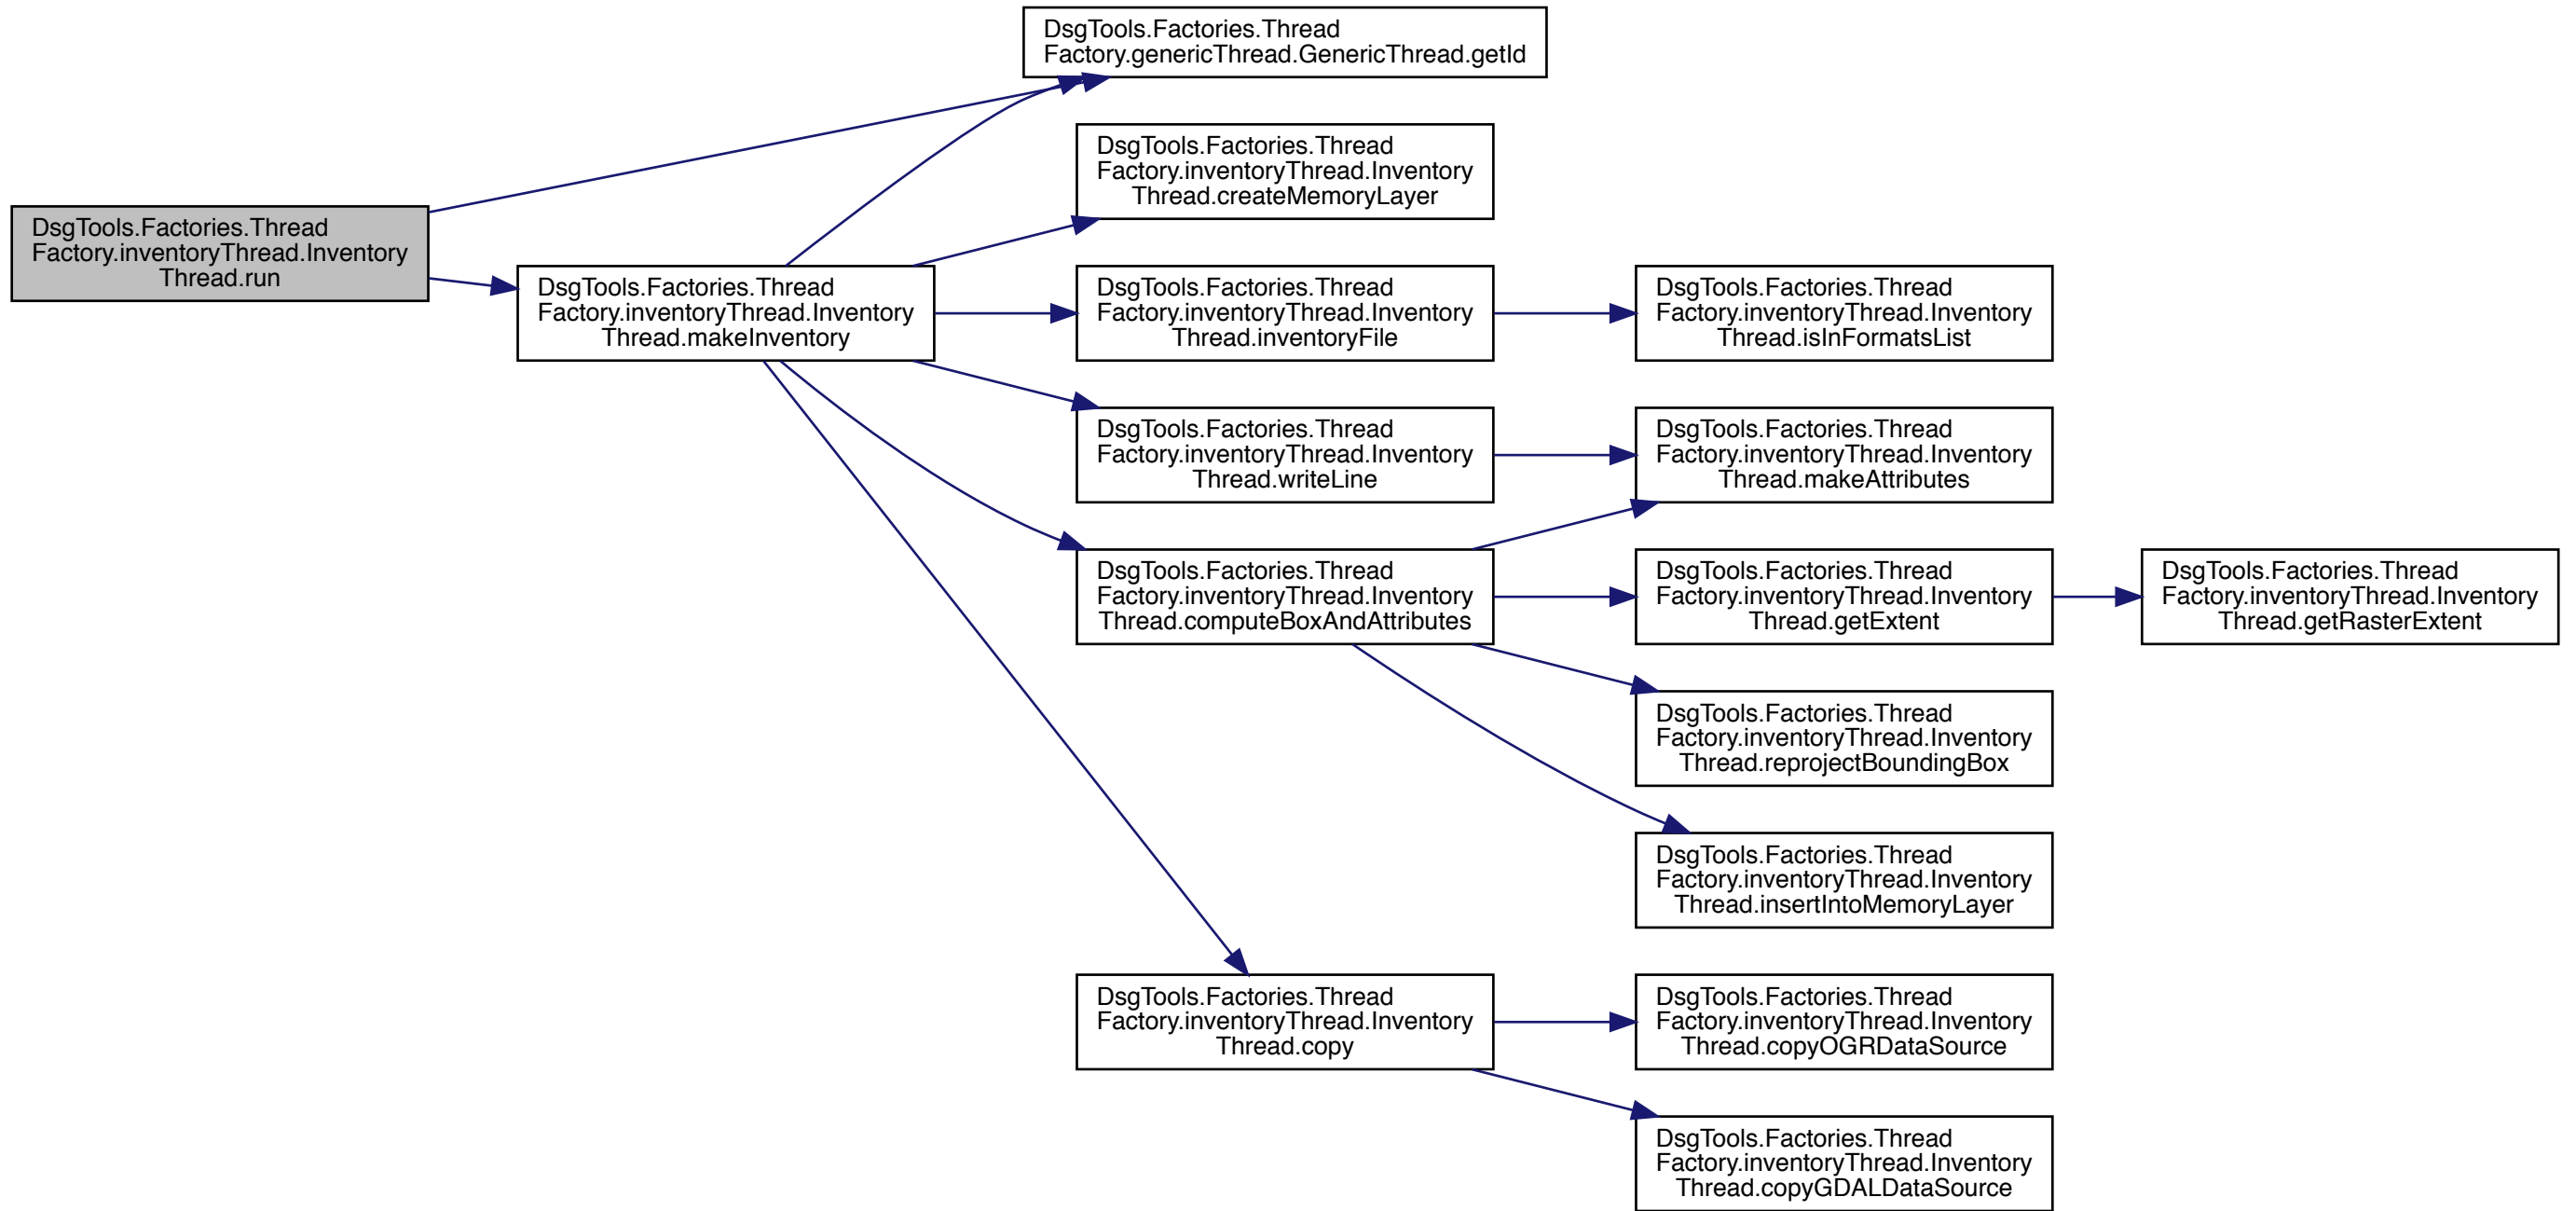 DsgTools.Factories.Thread
Factory.genericThread.GenericThread.getId
DsgTools.Factories.Thread
Factory.inventoryThread.Inventory
Thread.createMemoryLayer
DsgTools.Factories.Thread
Factory.inventoryThread.Inventory
Thread.run
DsgTools.Factories.Thread
Factory.inventoryThread.Inventory
Thread.makeInventory
DsgTools.Factories.Thread
Factory.inventoryThread.Inventory
Thread.inventoryFile
DsgTools.Factories.Thread
Factory.inventoryThread.Inventory
Thread.isInFormatsList
DsgTools.Factories.Thread
Factory.inventoryThread.Inventory
Thread.writeLine
DsgTools.Factories.Thread
Factory.inventoryThread.Inventory
Thread.makeAttributes
DsgTools.Factories.Thread
Factory.inventoryThread.Inventory
Thread.computeBoxAndAttributes
DsgTools.Factories.Thread
Factory.inventoryThread.Inventory
Thread.getExtent
DsgTools.Factories.Thread
Factory.inventoryThread.Inventory
Thread.getRasterExtent
DsgTools.Factories.Thread
Factory.inventoryThread.Inventory
Thread.reprojectBoundingBox
DsgTools.Factories.Thread
Factory.inventoryThread.Inventory
Thread.insertIntoMemoryLayer
DsgTools.Factories.Thread
Factory.inventoryThread.Inventory
Thread.copy
DsgTools.Factories.Thread
Factory.inventoryThread.Inventory
Thread.copyOGRDataSource
DsgTools.Factories.Thread
Factory.inventoryThread.Inventory
Thread.copyGDALDataSource